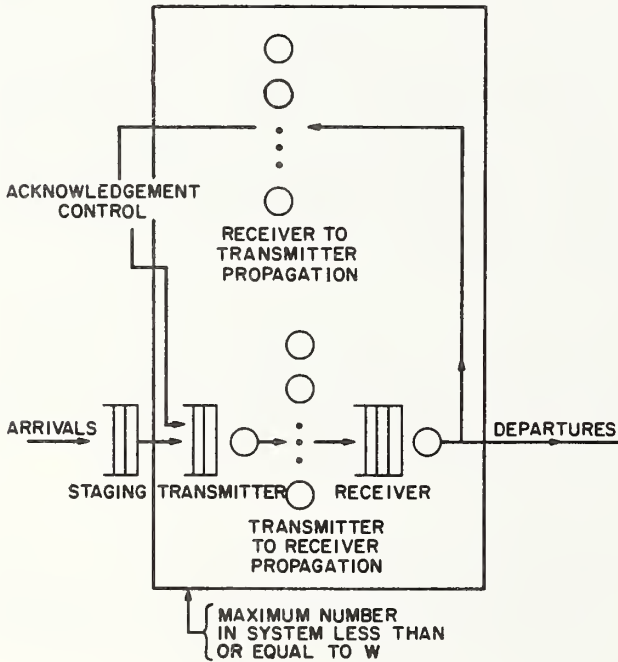 ACKNOWLEDGEMENT
CONTROL
RECEIVER TO
TRANSMITTER
PROPAGATION
ARRIVALS
DEPARTURES
STAGING
TRANSMITTER
RECEIVER
TRANSMITTER
TO RECEIVER
PROPAGATION
MAXIMUM NUMBER
IN SYSTEM LESS THAN
OR EQUAL TO W